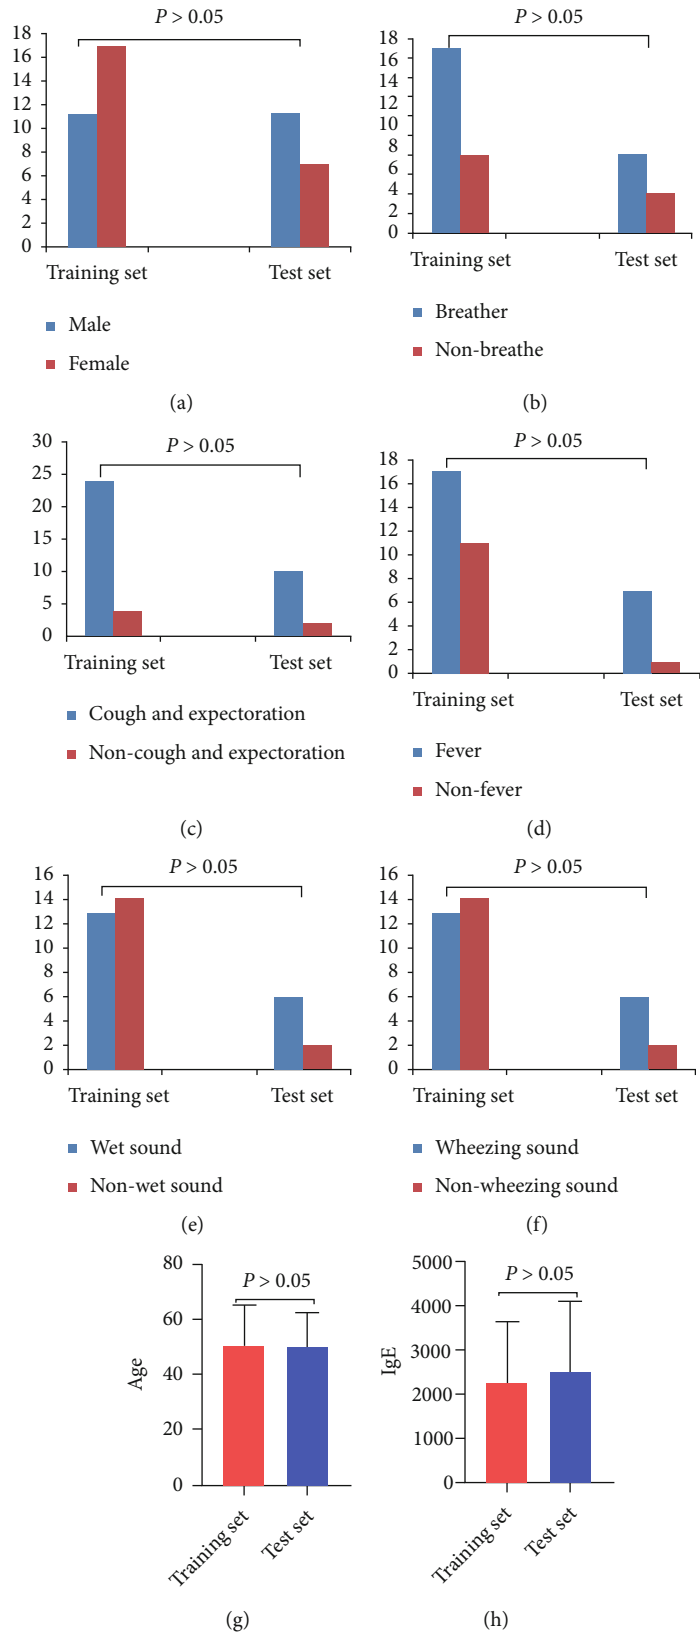 P > 0.05
18
16
14
12
10
8
6
4
2
0
Training set
Test set
Male
Female
(a)
P > 0.05
18
18
16
14
12
10
8
6
4
2
0
Training set
Test set
Breather
Non-breathe
(b)
P > 0.05
30
25
20
15
10
5
0
Training set
Test set
Cough and expectoration
Non-cough and expectoration
(c)
P > 0.05
18
16
14
12
10
8
6
4
2
0
Training set
Test set
Fever
Non-fever
(d)
P > 0.05
16
14
12
10
8
6
4
2
0
Training set
Test set
Wet sound
Non-wet sound
(e)
P > 0.05
16
14
12
10
8
6
4
2
0
Training set
Test set
Wheezing sound
Non-wheezing sound
(f)
P > 0.05
80
60
40
20
0
Age
Training set
Test set
(g)
P > 0.05
5000
4000
3000
2000
1000
0
IgE
Training set
Test set
(h)